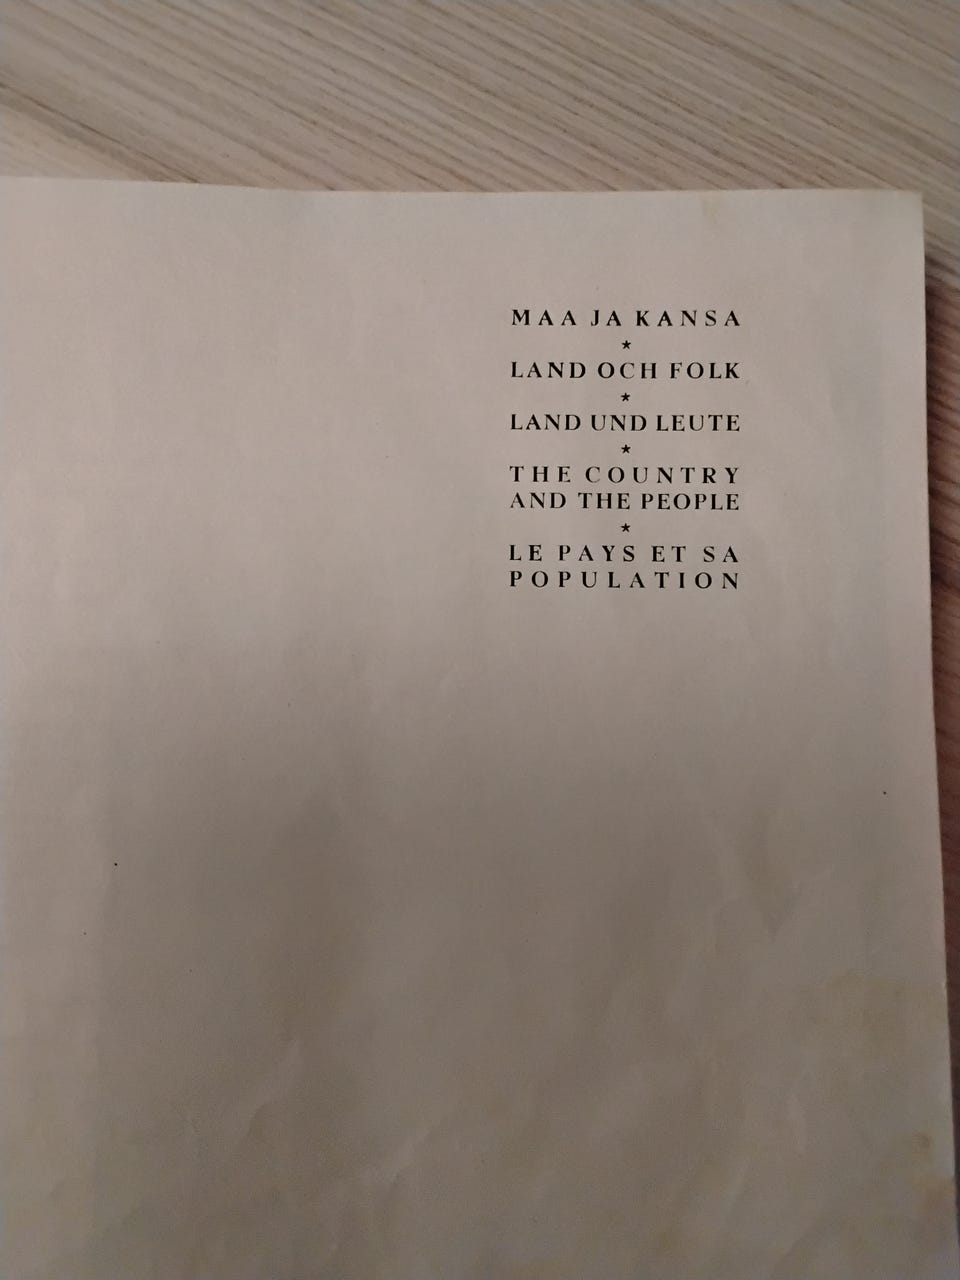 MAA JA KANSA
★
LAND OCH FOLK
★
LAND UND LEUTE
★
THE COUNTRY
AND THE PEOPLE
★
LE PAYS ET SA
POPULATION